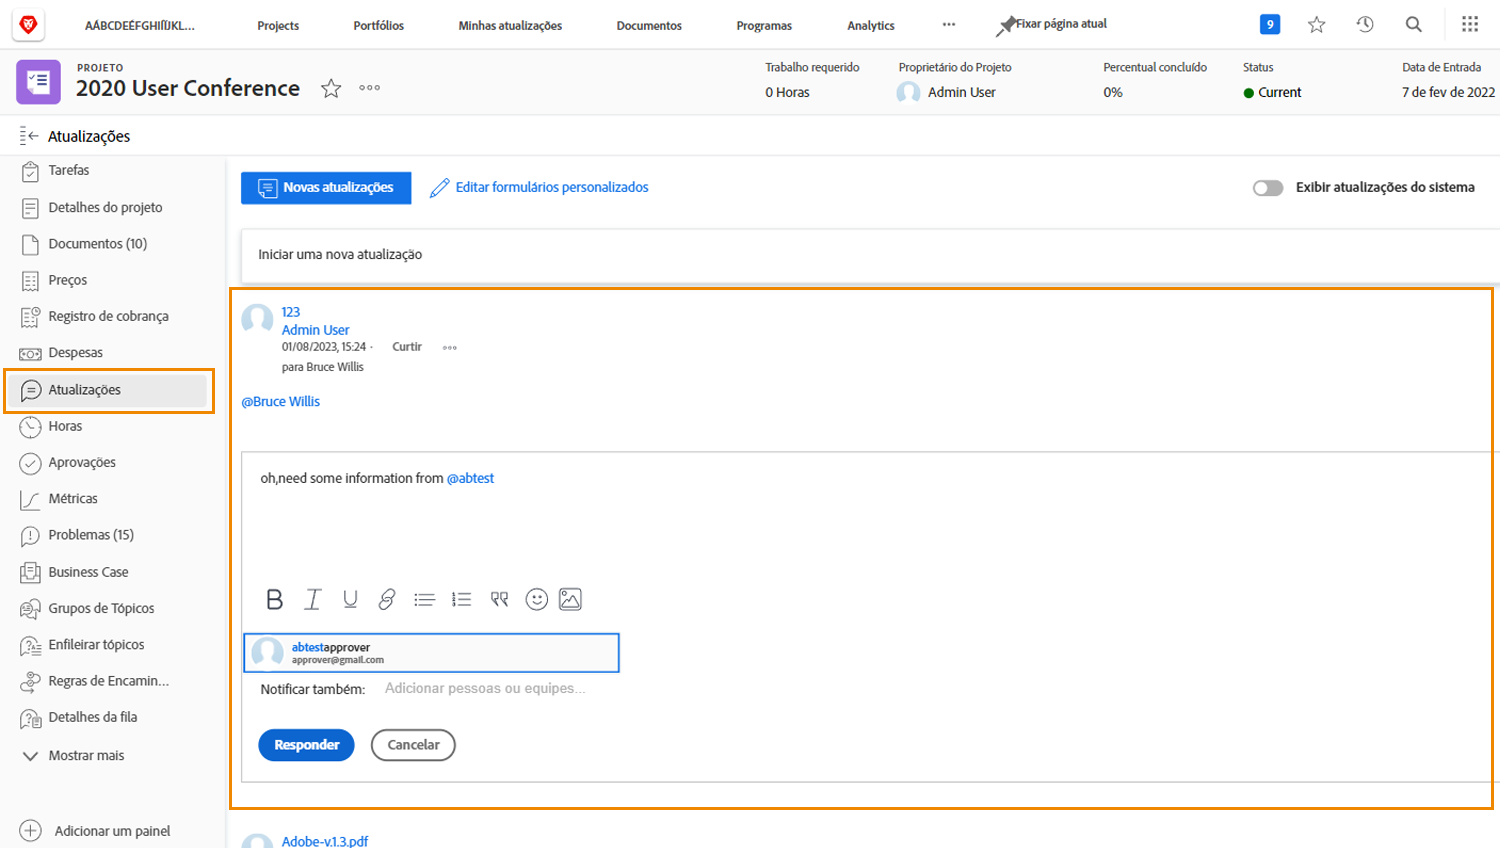 AÁBCDEÉFGHIÍÏJKL...
Projects
Portfólios
Minhas atualizações
Documentos
Programas
Analytics
Fixar página atual
9
PROJETO
2020 User Conference
Trabalho requerido
0 Horas
Proprietário do Projeto
Admin User
Percentual concluído
0%
Status
Current
Data de Entrada
7 de fev de 2022
Atualizações
Tarefas
Detalhes do projeto
Documentos (10)
Preços
Registro de cobrança
Despesas
Atualizações
Horas
Aprovações
Métricas
Problemas (15)
Business Case
Grupos de Tópicos
Enfileirar tópicos
Regras de Encamin...
Detalhes da fila
Mostrar mais
Adicionar um painel
Novas atualizações
Editar formulários personalizados
Exibir atualizações do sistema
Iniciar uma nova atualização
123
Admin User
01/08/2023, 15:24 · Curtir
para Bruce Willis
@Bruce Willis
oh,need some information from @abtest
abtestapprover
approver@gmail.com
Notificar também: Adicionar pessoas ou equipes...
Responder
Cancelar
Adobe-v.1.3.pdf